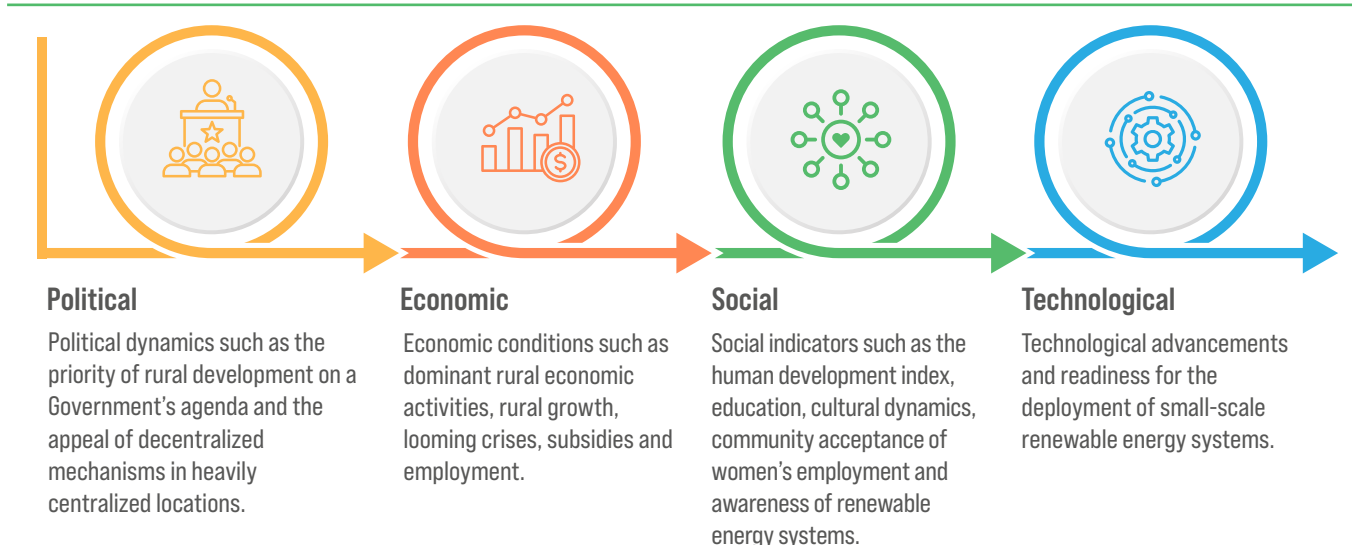 Political
Political dynamics such as the
priority of rural development on a
Government’s agenda and the
appeal of decentralized
mechanisms in heavily
centralized locations.
Economic
Economic conditions such as
dominant rural economic
activities, rural growth,
looming crises, subsidies and
employment.
Social
Social indicators such as the
human development index,
education, cultural dynamics,
community acceptance of
women’s employment and
awareness of renewable
energy systems.
Technological
Technological advancements
and readiness for the
deployment of small-scale
renewable energy systems.
$